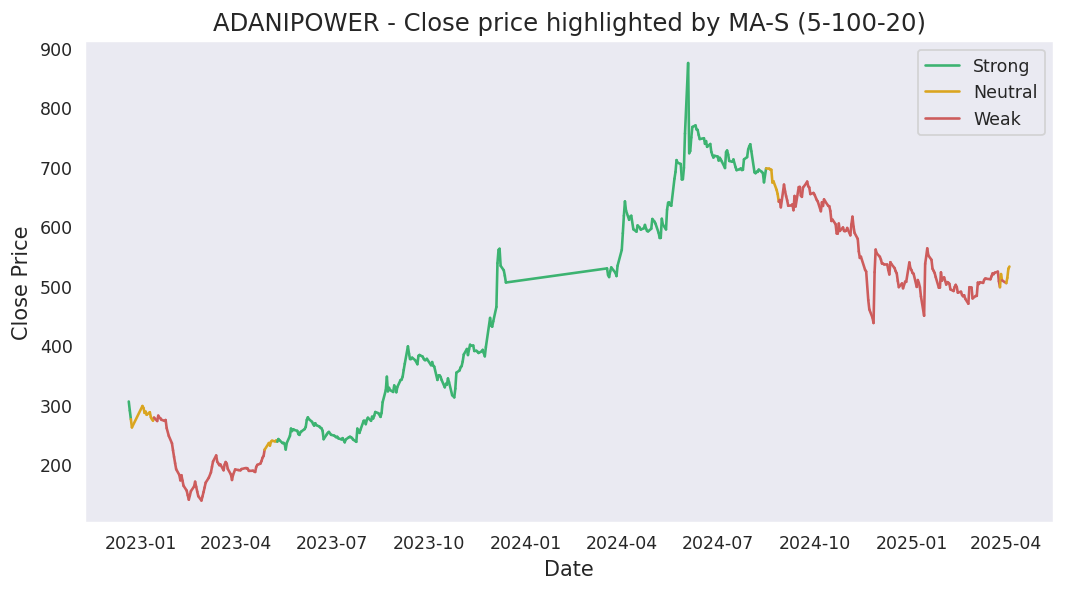 ADANIPOWER - Close price highlighted by MA-S (5-100-20)
Strong
Neutral
Weak
Close Price
900
800
700
600
500
400
300
200
2023-01 2023-04 2023-07 2023-10 2024-01 2024-04 2024-07 2024-10 2025-01 2025-04
Date